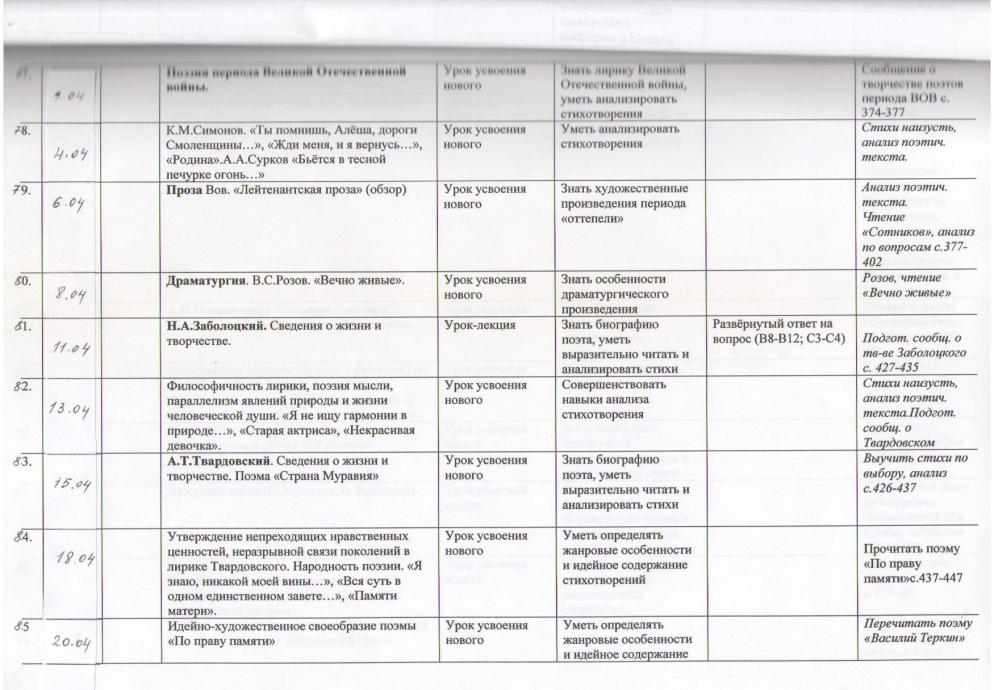 Поэзия периода Великой Отечественной
войны.
Урок усвоения
нового
Знать лирику Великой
Отечественной войны,
уметь анализировать
стихотворения
Сообщение о
творчестве поэтов
периода ВОВ с.
374-377
78.
4.04
К.М.Симонов. «Ты помнишь, Алёша, дороги
Смоленщины…», «Жди меня, и я вернусь…»,
«Родина».А.А.Сурков «Бьётся в тесной
печурке огонь…»
Урок усвоения
нового
Уметь анализировать
стихотворения
Стихи наизусть,
анализ поэтич.
текста.
79.
6.04
Проза Вов. «Лейтенантская проза» (обзор)
Урок усвоения
нового
Знать художественные
произведения периода
«оттепели»
Анализ поэтич.
текста.
Чтение
«Сотников», анализ
по вопросам с.377-
402
80.
8.04
Драматургия. В.С.Розов. «Вечно живые».
Урок усвоения
нового
Знать особенности
драматургического
произведения
Розов, чтение
«Вечно живые»
81.
11.04
Н.А.Заболоцкий. Сведения о жизни и
творчестве.
Урок-лекция
Знать биографию
поэта, уметь
выразительно читать и
анализировать стихи
Развёрнутый ответ на
вопрос (В8-В12; С3-С4)
Подгот. сообщ. о
тв-ве Заболоцкого
с. 427-435
82.
13.04
Философичность лирики, поэзия мысли,
параллелизм явлений природы и жизни
человеческой души. «Я не ищу гармонии в
природе…», «Старая актриса», «Некрасивая
девочка».
Урок усвоения
нового
Совершенствовать
навыки анализа
стихотворения
Стихи наизусть,
анализ поэтич.
текста.Подгот.
сообщ. о
Твардовском
83.
15.04
А.Т.Твардовский. Сведения о жизни и
творчестве. Поэма «Страна Муравия»
Урок усвоения
нового
Знать биографию
поэта, уметь
выразительно читать и
анализировать стихи
Выучить стихи по
выбору, анализ
с.426-437
84.
18.04
Утверждение непреходящих нравственных
ценностей, неразрывной связи поколений в
лирике Твардовского. Народность поэзии. «Я
знаю, никакой моей вины…», «Вся суть в
одном единственном завете…», «Памяти
матери».
Урок усвоения
нового
Уметь определять
жанровые особенности
и идейное содержание
стихотворений
Прочитать поэму
«По праву
памяти»с.437-447
85
20.04
Идейно-художественное своеобразие поэмы
«По праву памяти»
Урок усвоения
нового
Уметь определять
жанровые особенности
и идейное содержание
Перечитать поэму
«Василий Теркин»